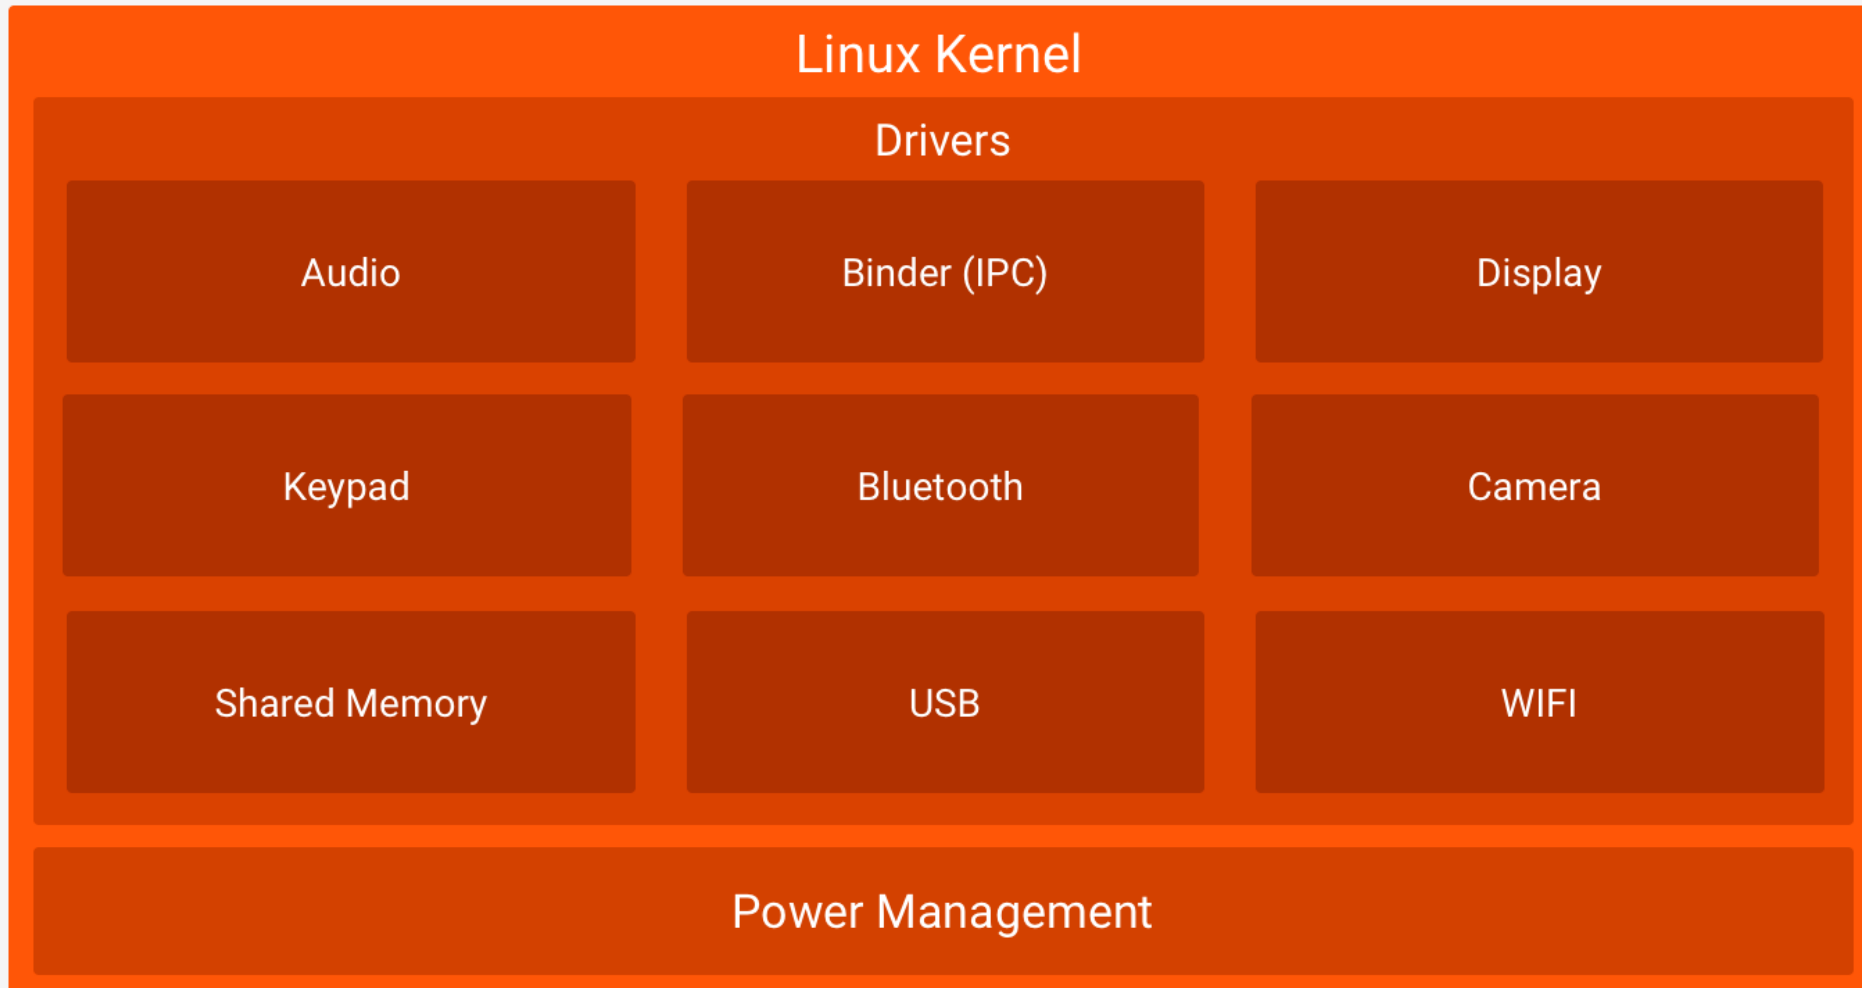 Linux Kernel
Drivers
Audio
Binder (IPC)
Display
Keypad
Bluetooth
Camera
Shared Memory
USB
WIFI
Power Management